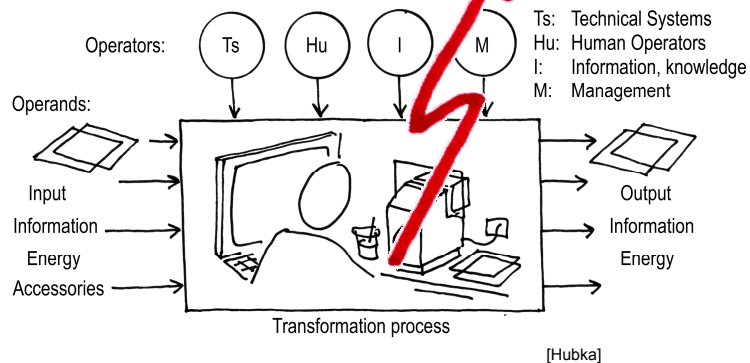 Operators:
Ts
Hu
I
M
Ts: Technical Systems
Hu: Human Operators
I: Information, knowledge
M: Management
Operands:
Input
Information
Energy
Accessories
Output
Information
Energy
Transformation process
[Hubka]